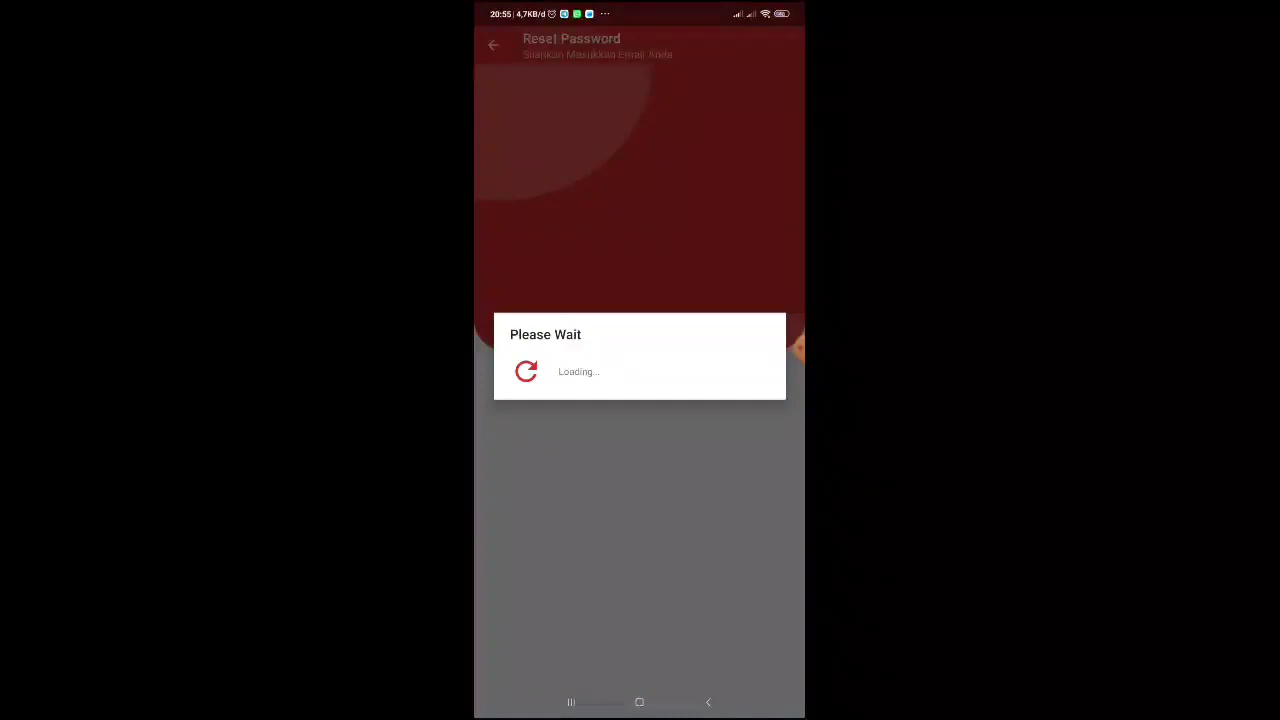 20:55 | 4,7KB/d
Reset Password
Silahkan Masukkan Email Anda
Please Wait
Loading...